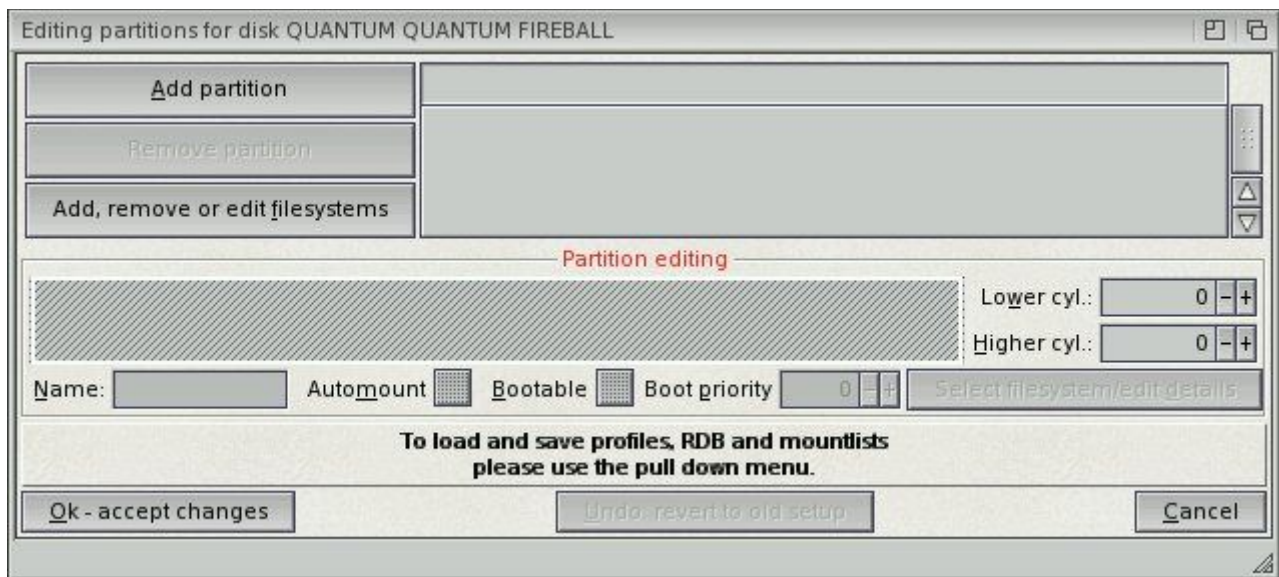 Editing partitions for disk QUANTUM QUANTUM FIREBALL
Add partition
Remove partition
Add, remove or edit filesystems
Partition editing
Lower cyl.: 0 - +
Higher cyl.: 0 - +
Name: Automount Bootable Boot priority 0 - + Select filesystem/edit details
To load and save profiles, RDB and mountlists
please use the pull down menu.
Ok - accept changes Undo: revert to old setup Cancel